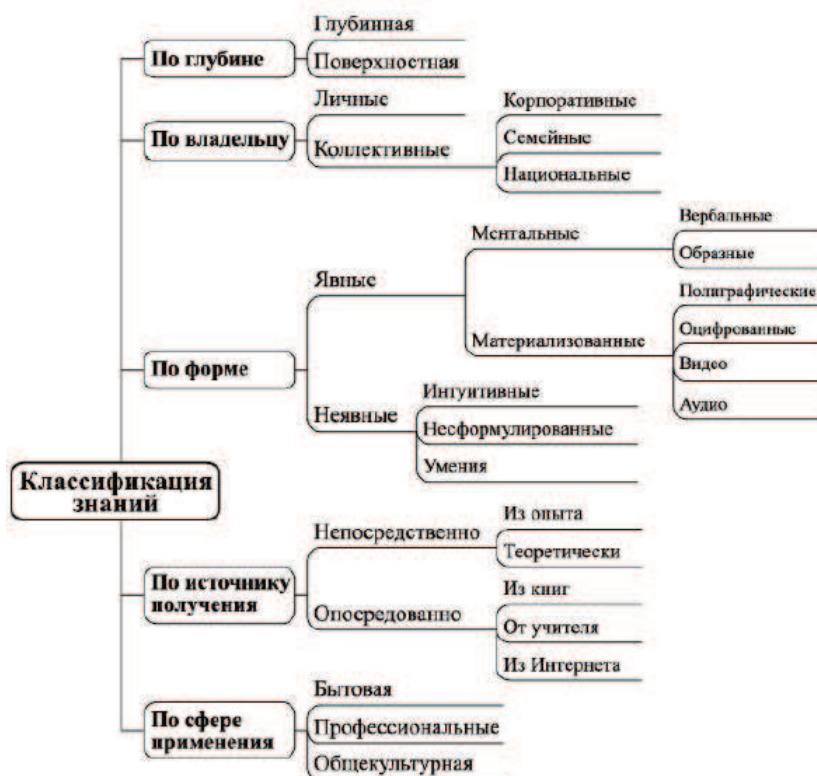 По глубине
Глубинная
Поверхностная
По владельцу
Личные
Коллективные
Корпоративные
Семейные
Национальные
По форме
Явные
Ментальные
Вербальные
Образные
Материализованные
Полиграфические
Оцифрованные
Видео
Аудио
Неявные
Интуитивные
Несформулированные
Умения
Классификация
знаний
По источнику
получения
Непосредственно
Из опыта
Теоретически
Опосредованно
Из книг
От учителя
Из Интернета
По сфере
применения
Бытовая
Профессиональные
Общекультурная